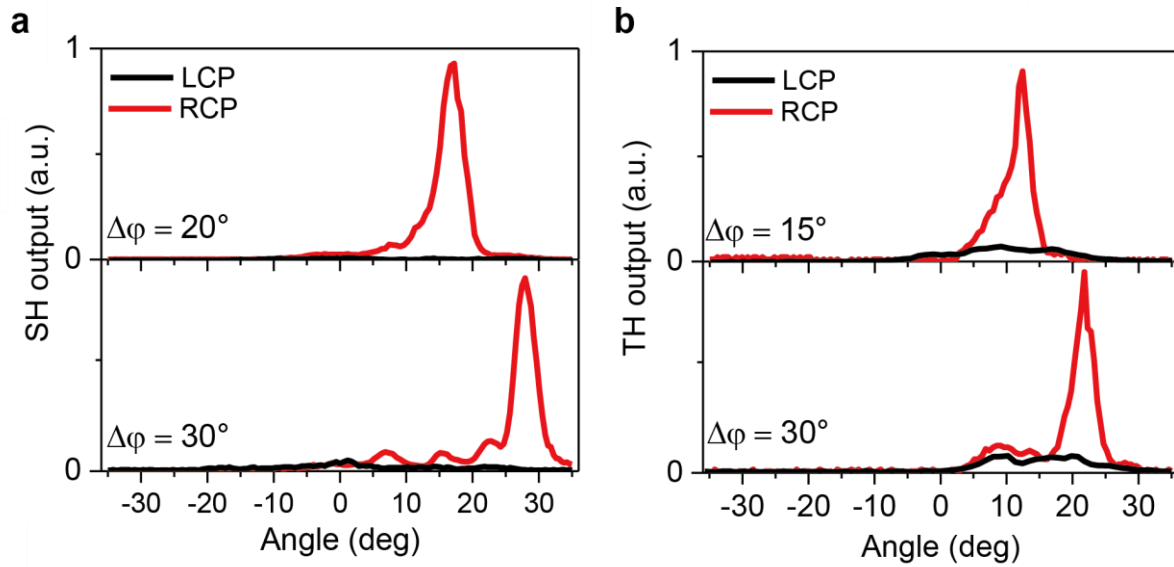 a
1
LCP
RCP
SH output (a.u.)
Δφ = 20°
0
Δφ = 30°
0
-30 -20 -10 0 10 20 30
Angle (deg)
b
1
LCP
RCP
TH output (a.u.)
Δφ = 15°
0
Δφ = 30°
0
-30 -20 -10 0 10 20 30
Angle (deg)